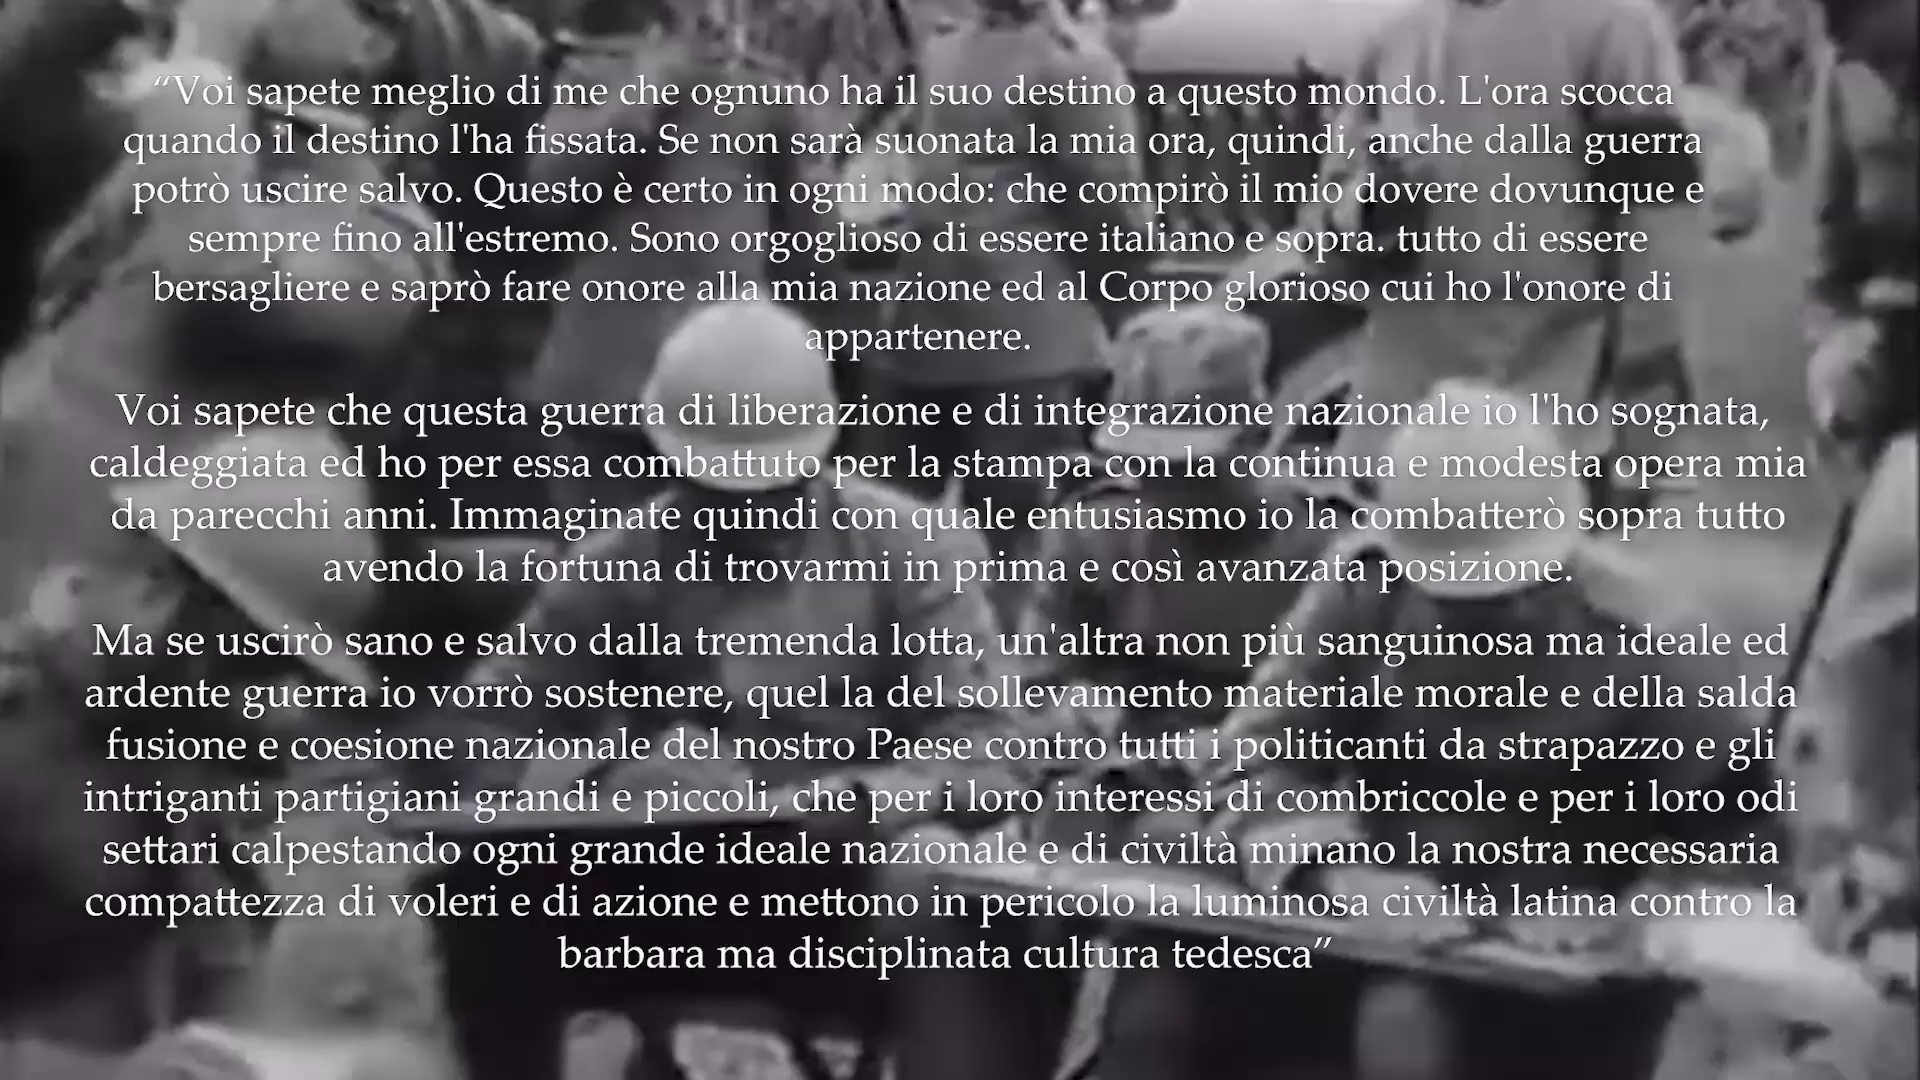 “Voi sapete meglio di me che ognuno ha il suo destino a questo mondo. L'ora scocca
quando il destino l'ha fissata. Se non sarà suonata la mia ora, quindi, anche dalla guerra
potrò uscire salvo. Questo è certo in ogni modo: che compirò il mio dovere dovunque e
sempre fino all'estremo. Sono orgoglioso di essere italiano e sopra. tutto di essere
bersagliere e saprò fare onore alla mia nazione ed al Corpo glorioso cui ho l'onore di
appartenere.
Voi sapete che questa guerra di liberazione e di integrazione nazionale io l'ho sognata,
caldeggiata ed ho per essa combattuto per la stampa con la continua e modesta opera mia
da parecchi anni. Immaginate quindi con quale entusiasmo io la combatterò sopra tutto
avendo la fortuna di trovarmi in prima e così avanzata posizione.
Ma se uscirò sano e salvo dalla tremenda lotta, un'altra non più sanguinosa ma ideale ed
ardente guerra io vorrò sostenere, quel la del sollevamento materiale morale e della salda
fusione e coesione nazionale del nostro Paese contro tutti i politicanti da strapazzo e gli
intriganti partigiani grandi e piccoli, che per i loro interessi di combriccole e per i loro odi
settari calpestando ogni grande ideale nazionale e di civiltà minano la nostra necessaria
compattezza di voleri e di azione e mettono in pericolo la luminosa civiltà latina contro la
barbara ma disciplinata cultura tedesca”